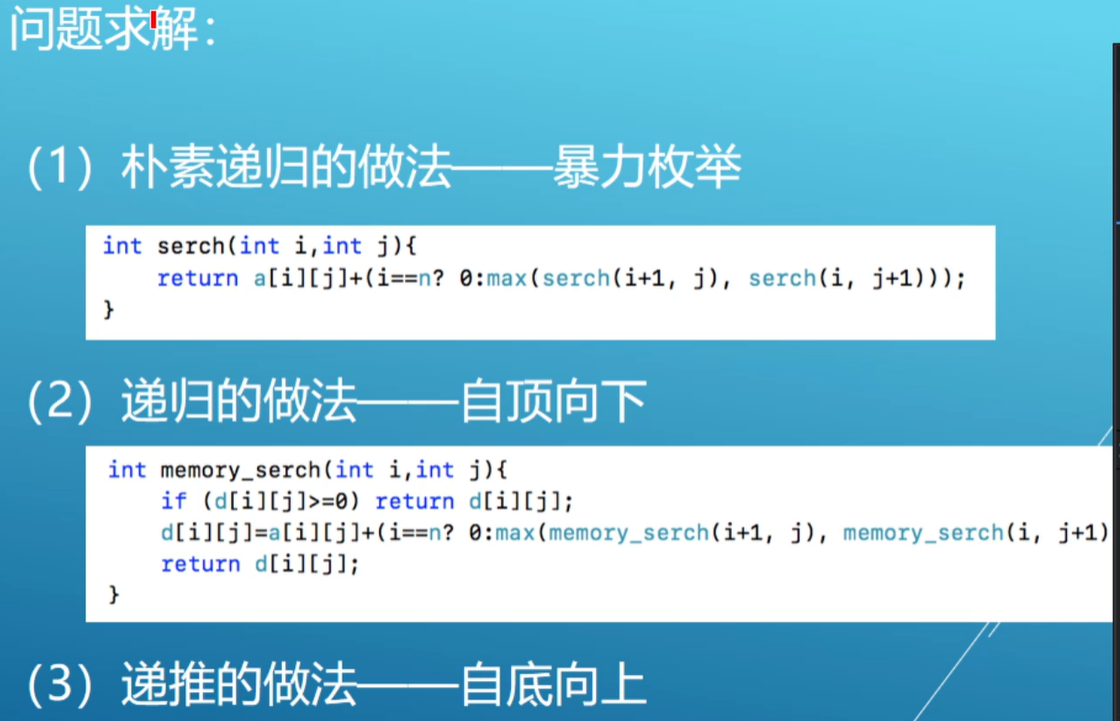 问题求解：
（1）朴素递归的做法——暴力枚举
int serch(int i,int j){
return a[i][j]+(i==n? 0:max(serch(i+1, j), serch(i, j+1)));
}
（2）递归的做法——自顶向下
int memory_serch(int i,int j){
if (d[i][j]>=0) return d[i][j];
d[i][j]=a[i][j]+(i==n? 0:max(memory_serch(i+1, j), memory_serch(i, j+1)
return d[i][j];
}
（3）递推的做法——自底向上